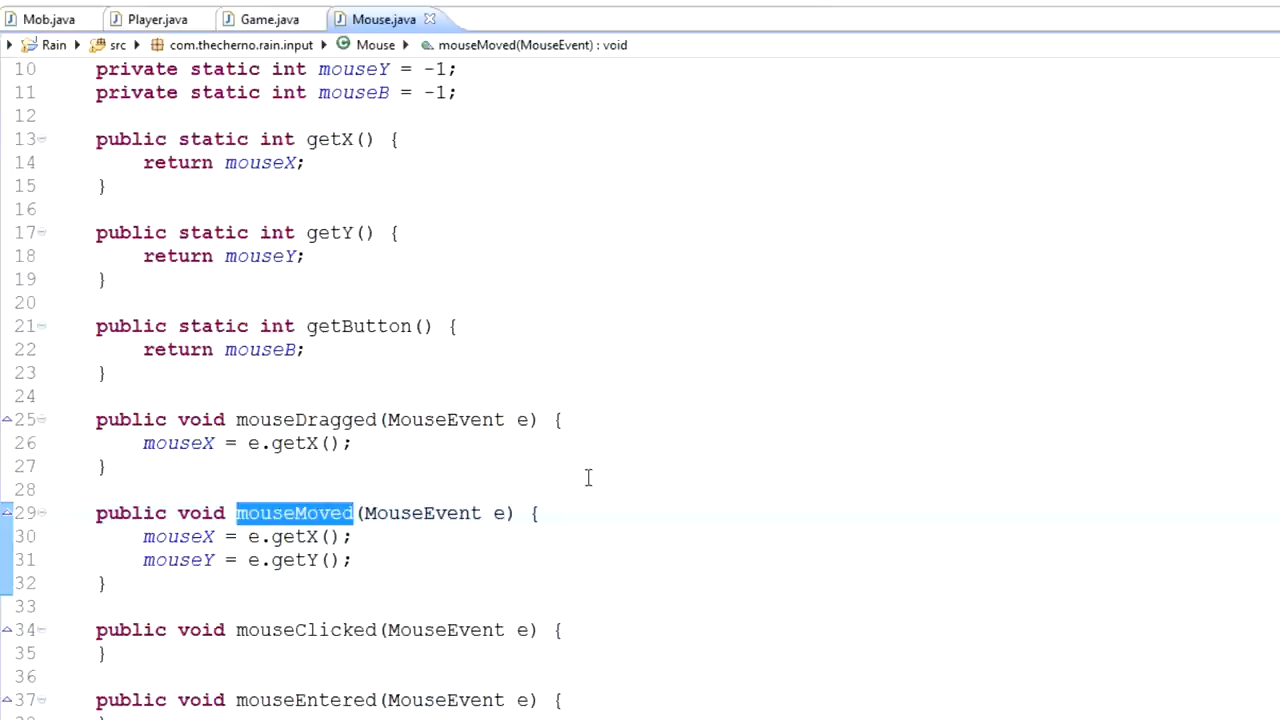 Mob.java Player.java Game.java Mouse.java
Rain src com.thecherno.rain.input Mouse mouseMoved(MouseEvent) : void
10 private static int mouseY = -1;
11 private static int mouseB = -1;
12
13 public static int getX() {
14 return mouseX;
15 }
16
17 public static int getY() {
18 return mouseY;
19 }
20
21 public static int getButton() {
22 return mouseB;
23 }
24
25 public void mouseDragged(MouseEvent e) {
26 mouseX = e.getX();
27 }
28
29 public void mouseMoved(MouseEvent e) {
30 mouseX = e.getX();
31 mouseY = e.getY();
32 }
33
34 public void mouseClicked(MouseEvent e) {
35 }
36
37 public void mouseEntered(MouseEvent e) {